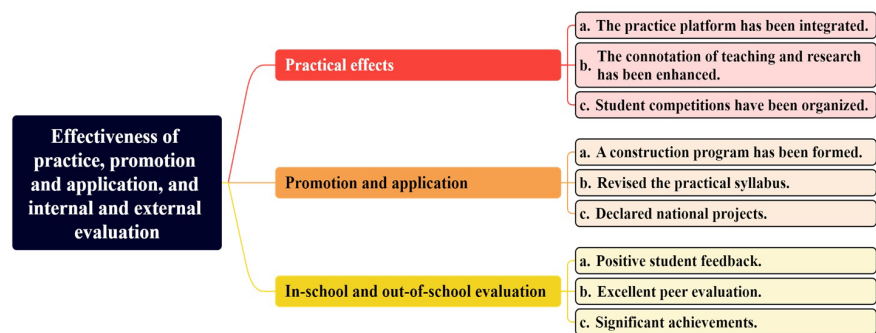 Effectiveness of
practice, promotion
and application, and
internal and external
evaluation
Practical effects
a. The practice platform has been integrated.
b. The connotation of teaching and research
has been enhanced.
c. Student competitions have been organized.
Promotion and application
a. A construction program has been formed.
b. Revised the practical syllabus.
c. Declared national projects.
In-school and out-of-school evaluation
a. Positive student feedback.
b. Excellent peer evaluation.
c. Significant achievements.